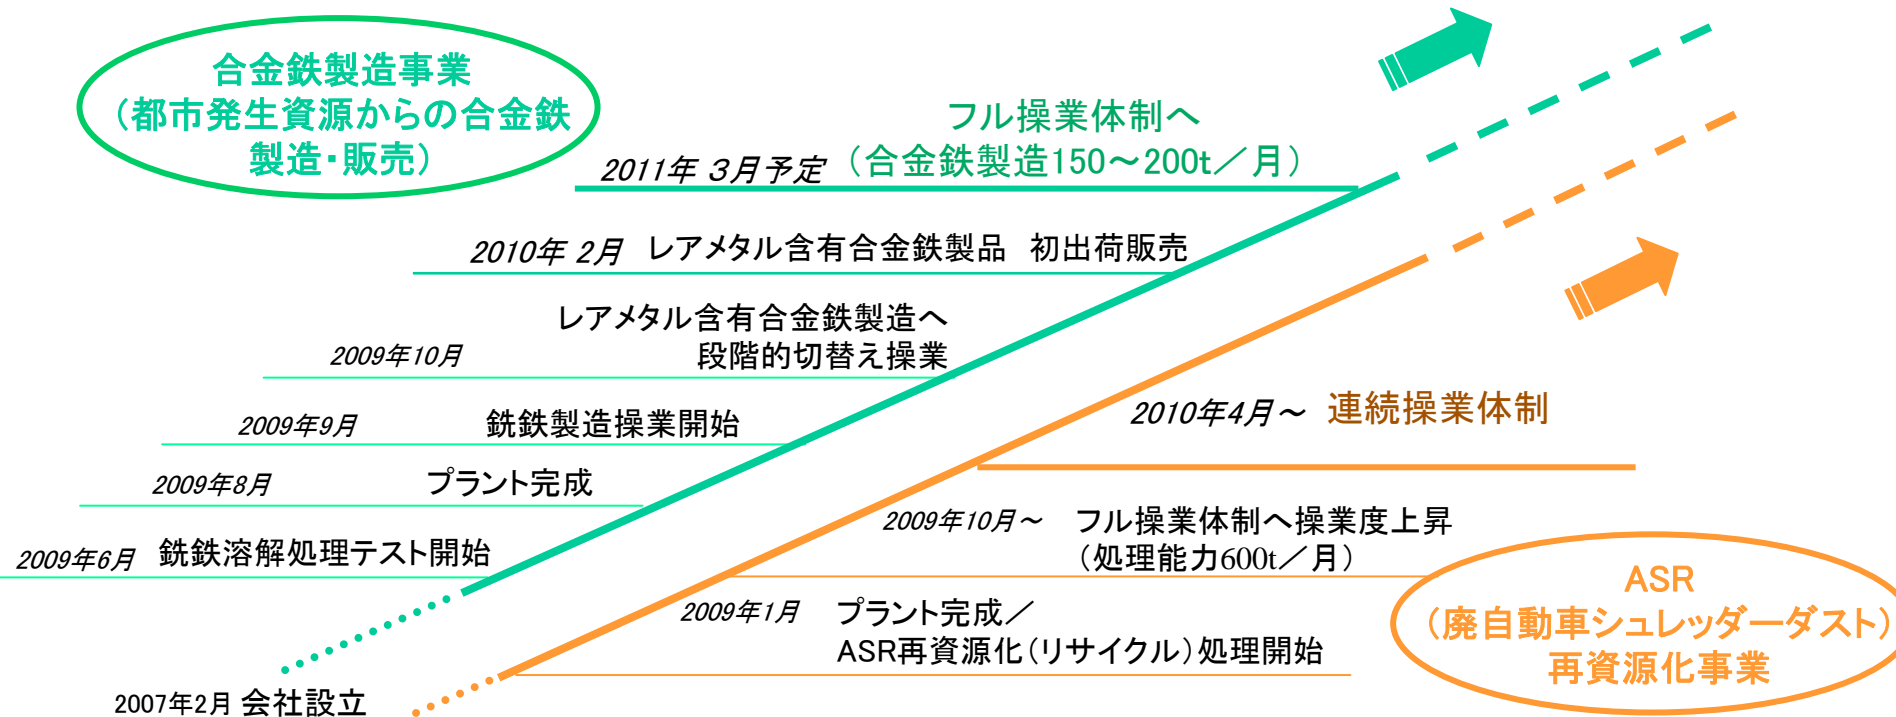 合金鉄製造事業
（都市発生資源からの合金鉄
製造・販売）
フル操業体制へ
2011年 3月予定 （合金鉄製造150～200t／月）
2010年 2月 レアメタル含有合金鉄製品 初出荷販売
レアメタル含有合金鉄製造へ
2009年10月 段階的切替え操業
2009年9月 銑鉄製造操業開始
2009年8月 プラント完成
2009年6月 銑鉄溶解処理テスト開始
2007年2月 会社設立
2010年4月～ 連続操業体制
2009年10月～ フル操業体制へ操業度上昇
（処理能力600t／月）
2009年1月 プラント完成／
ASR再資源化（リサイクル）処理開始
ASR
（廃自動車シュレッダーダスト）
再資源化事業